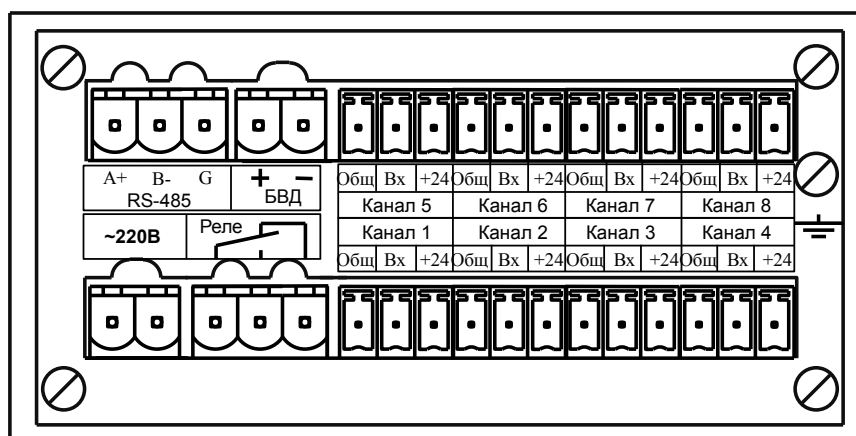 A+ B- G + − Общ Вх +24 Общ Вх +24 Общ Вх +24 Общ Вх +24
RS-485 БВД Канал 5 Канал 6 Канал 7 Канал 8
~220В Реле Канал 1 Канал 2 Канал 3 Канал 4
Общ Вх +24 Общ Вх +24 Общ Вх +24 Общ Вх +24